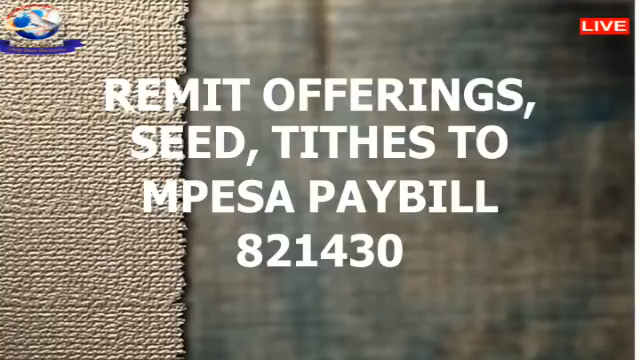 LIVE
REMIT OFFERINGS,
SEED, TITHES TO
MPESA PAYBILL
821430